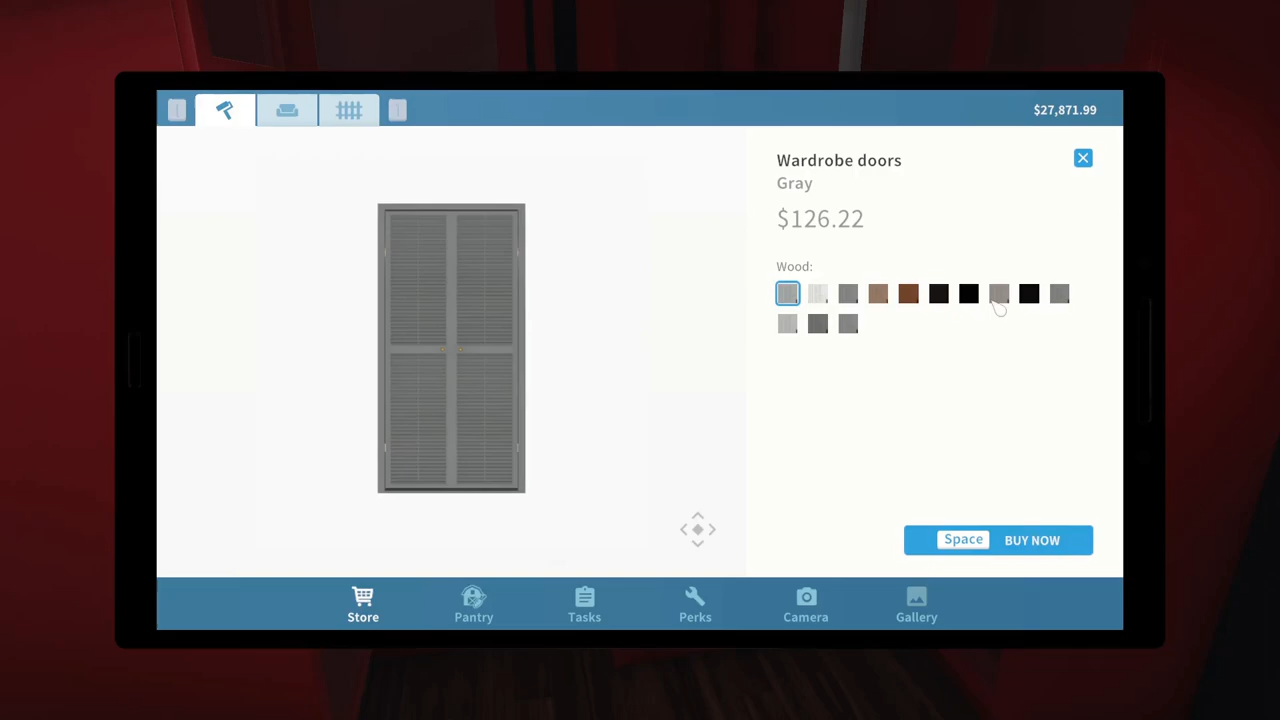 $27,871.99
Wardrobe doors
Gray
$126.22
Wood:
Space BUY NOW
Store Pantry Tasks Perks Camera Gallery